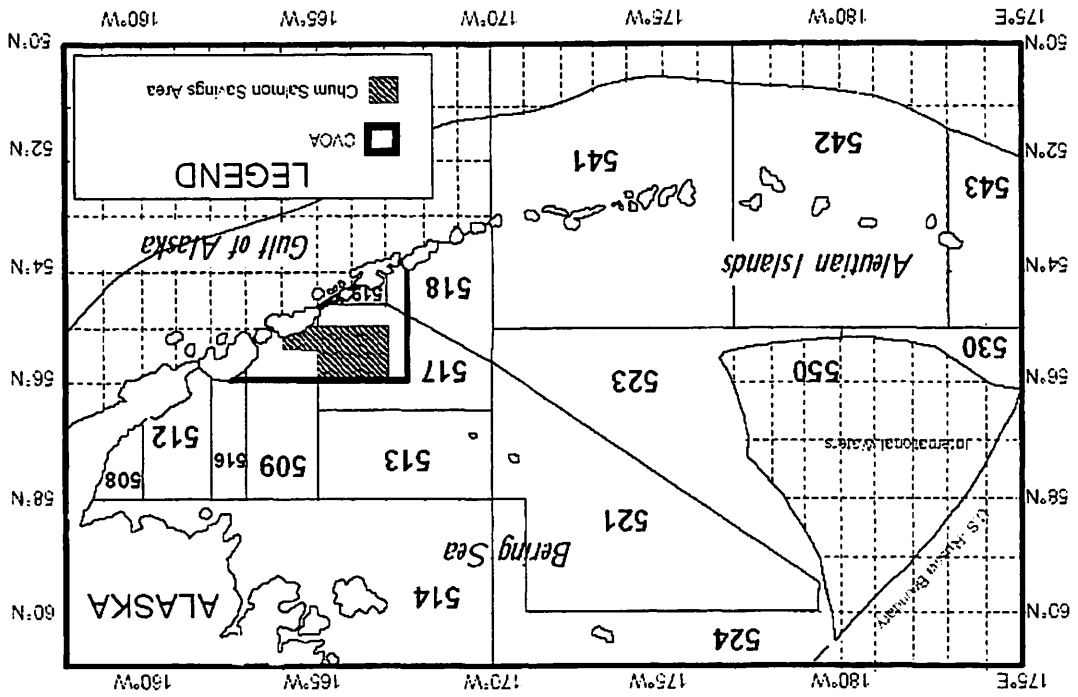 175°E 180°W 170°W 165°W 160°W
524
60°N 514 ALASKA 60°N
U.S.-Russia Boundary
Bering Sea
521
58°N 58°N
508
513 509 516
International Waters
512
550 523 517
56°N 56°N
530
519
518
Aleutian Islands
54°N 54°N
Gulf of Alaska
543 542 541
LEGEND
52°N 52°N
CVOA
Chum Salmon Savings Area
50°N 50°N
175°E 180°W 175°W 170°W 165°W 160°W